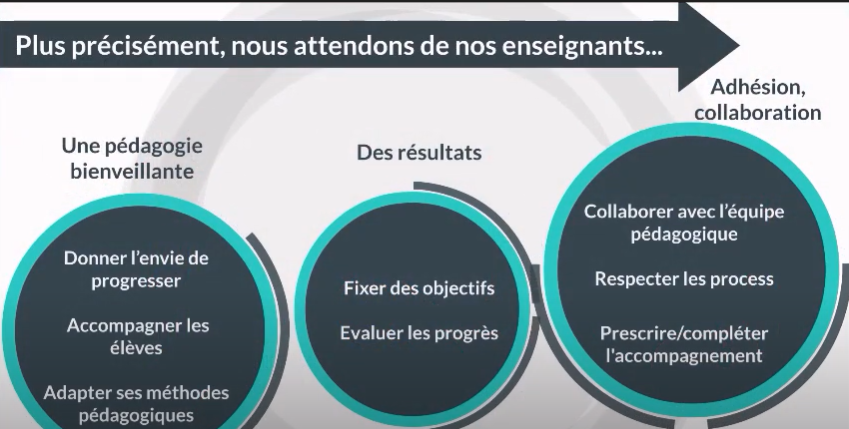 Plus précisément, nous attendons de nos enseignants...
Une pédagogie
bienveillante
Donner l'envie de
progresser
Accompagner les
élèves
Adapter ses méthodes
pédagogiques
Des résultats
Fixer des objectifs
Evaluer les progrès
Adhésion,
collaboration
Collaborer avec l'équipe
pédagogique
Respecter les process
Prescrire/compléter
l'accompagnement